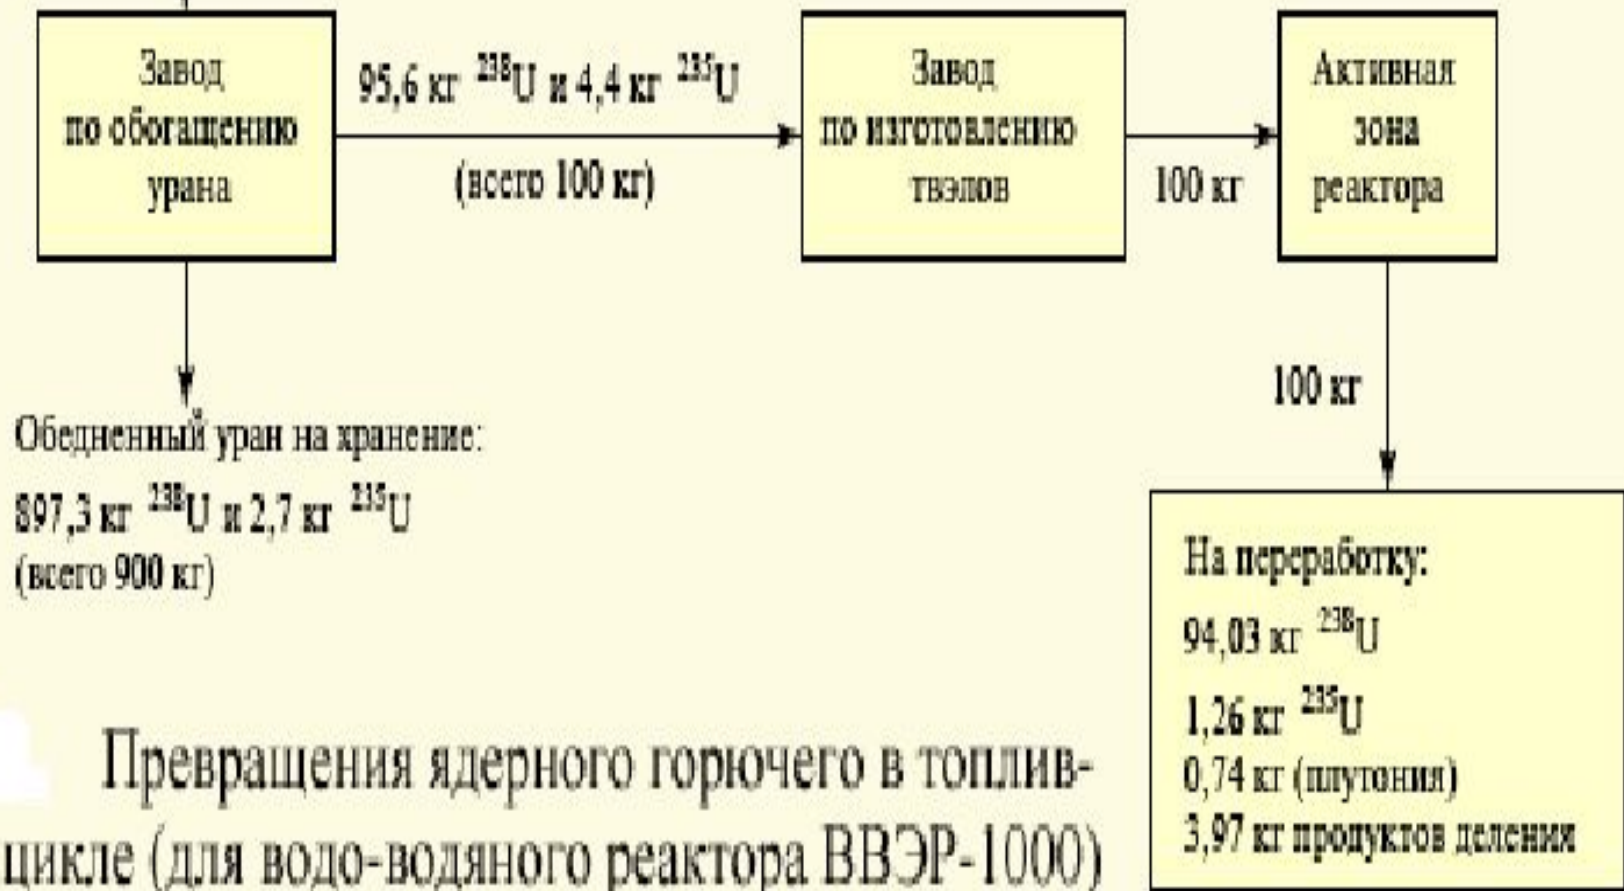 Завод
по обогащению
урана
95,6 кг ²³⁸U и 4,4 кг ²³⁵U
(всего 100 кг)
Завод
по изготовлению
твэлов
100 кг
Активная
зона
реактора
100 кг
Обедненный уран на хранение:
897,3 кг ²³⁸U и 2,7 кг ²³⁵U
(всего 900 кг)
На переработку:
94,03 кг ²³⁸U
1,26 кг ²³⁵U
0,74 кг (плутония)
3,97 кг продуктов деления
Превращения ядерного горючего в топлив-
цикле (для водо-водяного реактора ВВЭР-1000)